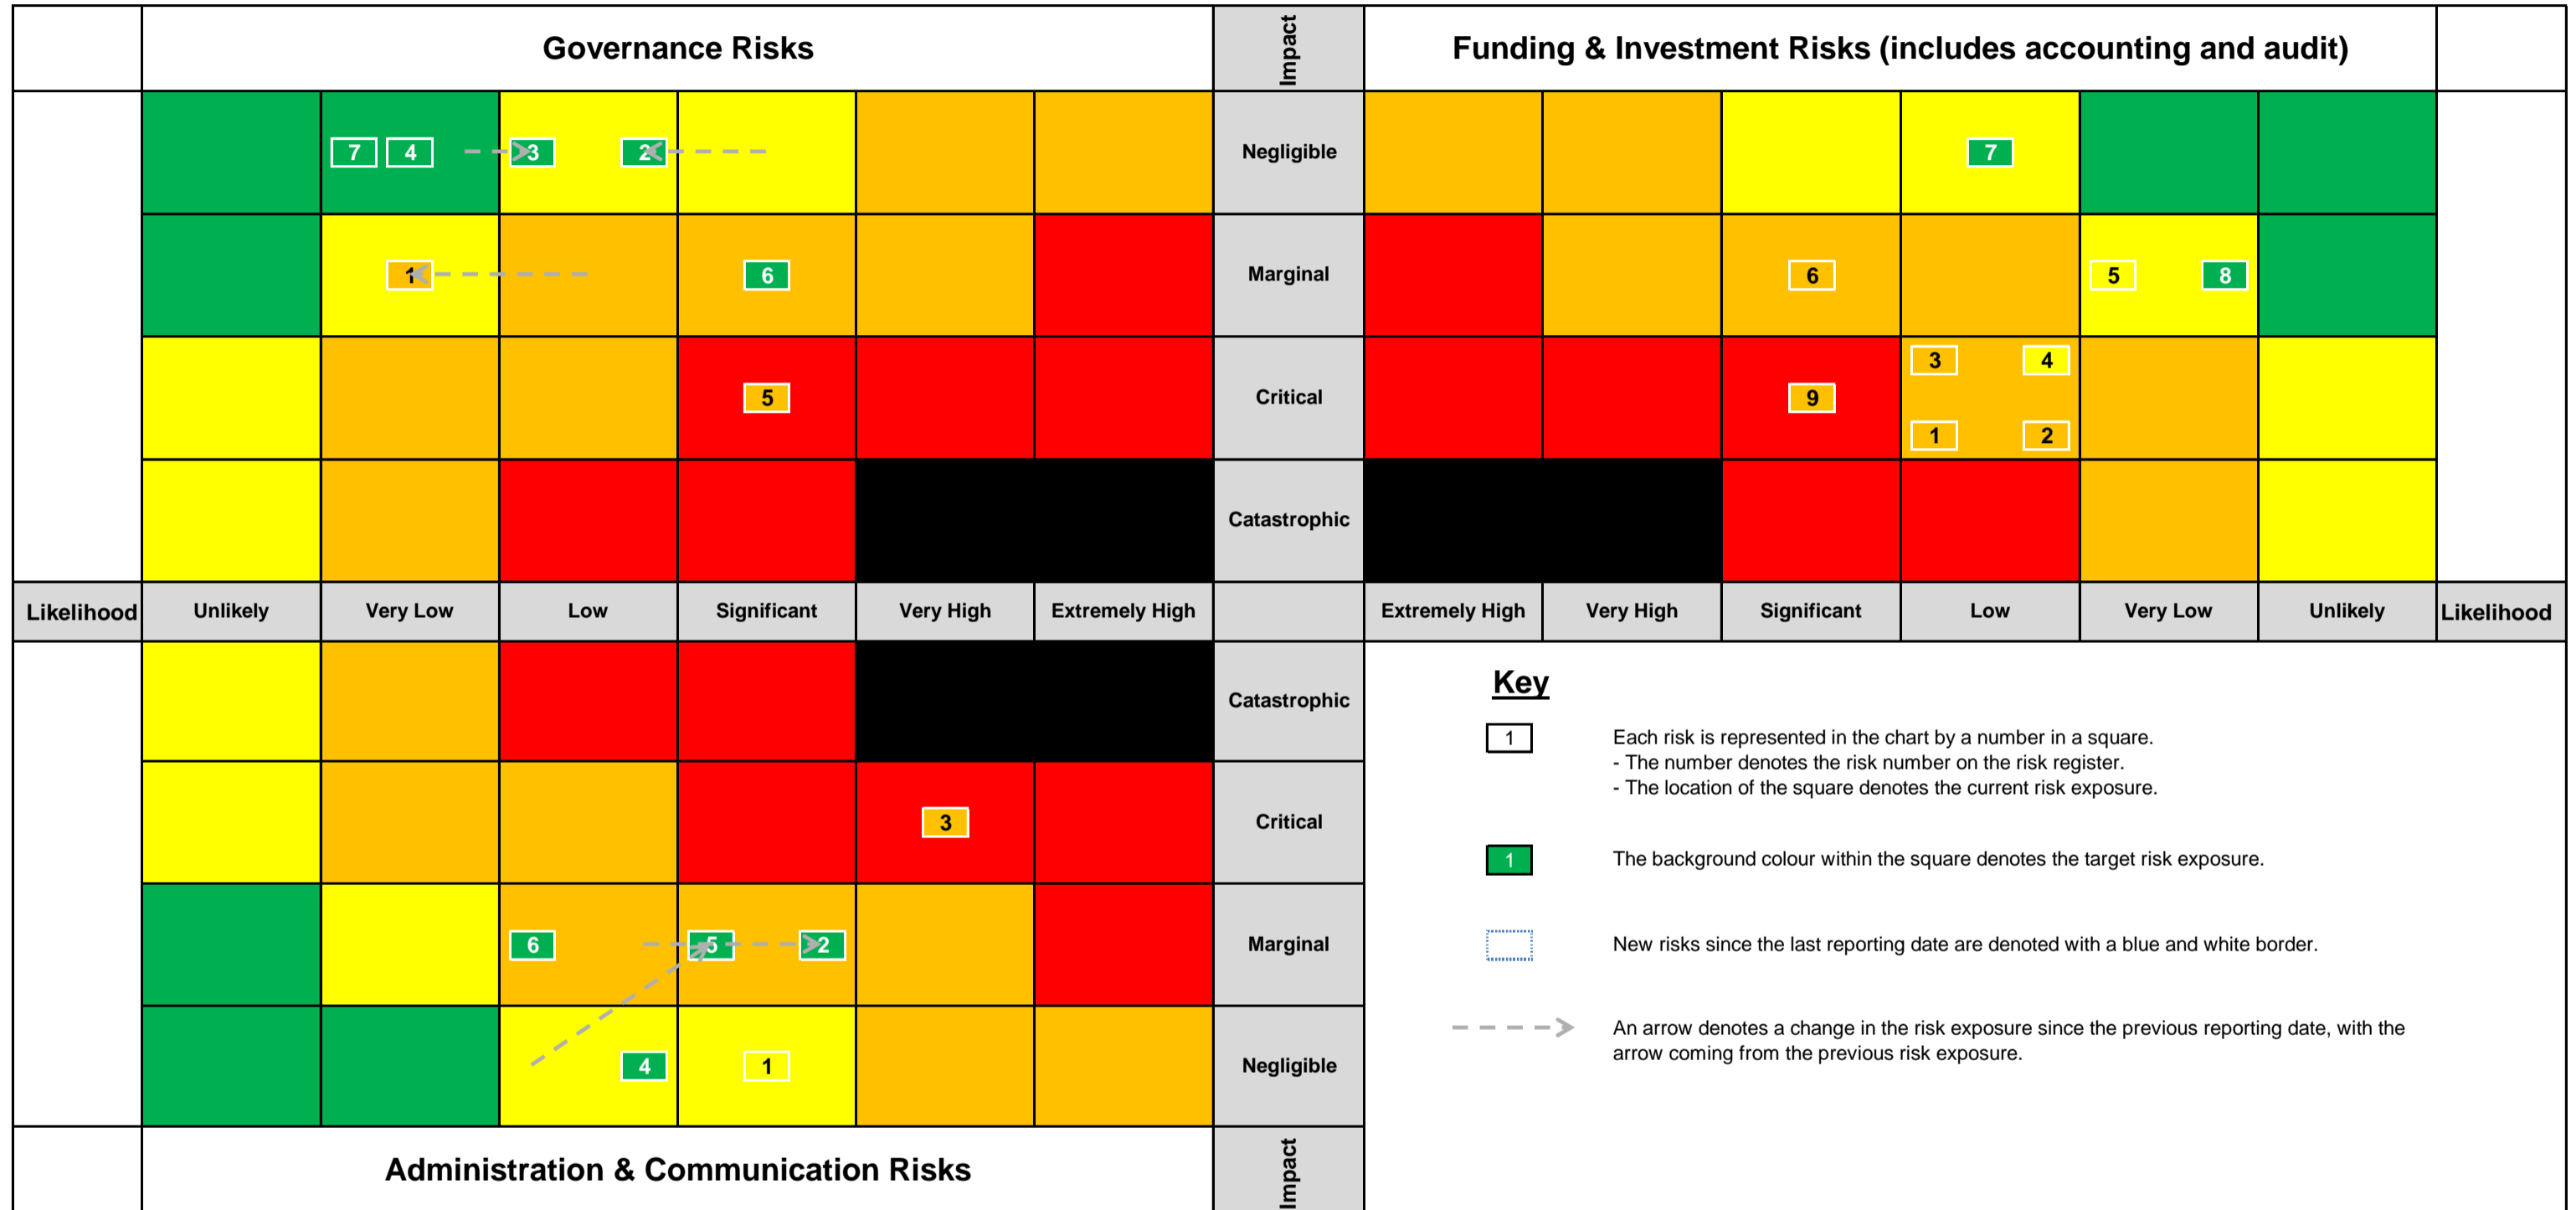 Governance Risks
Impact
Funding & Investment Risks (includes accounting and audit)
7 4 3 2
Negligible
7
1 6
Marginal
6 5 8
5
Critical
3 4
9
1 2
Catastrophic
Likelihood Unlikely Very Low Low Significant Very High Extremely High Extremely High Very High Significant Low Very Low Unlikely Likelihood
Catastrophic
3
Critical
6 5 2
Marginal
4 1
Negligible
Administration & Communication Risks
Impact
Key
1
Each risk is represented in the chart by a number in a square.
- The number denotes the risk number on the risk register.
- The location of the square denotes the current risk exposure.
1
The background colour within the square denotes the target risk exposure.
New risks since the last reporting date are denoted with a blue and white border.
An arrow denotes a change in the risk exposure since the previous reporting date, with the
arrow coming from the previous risk exposure.